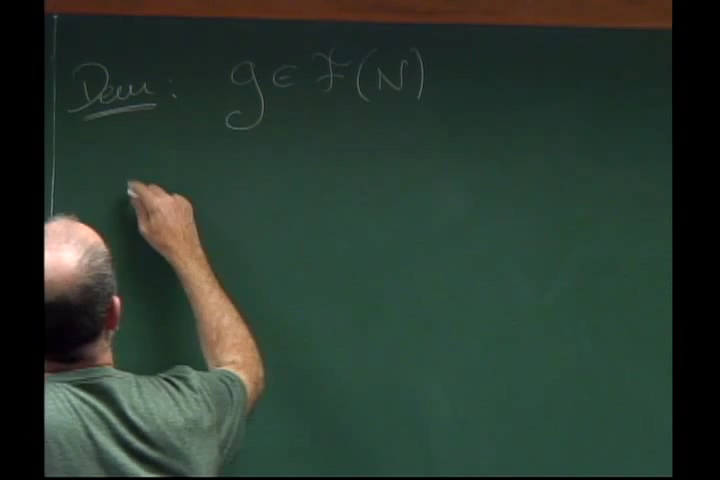 Dem: g ∈ F(N)